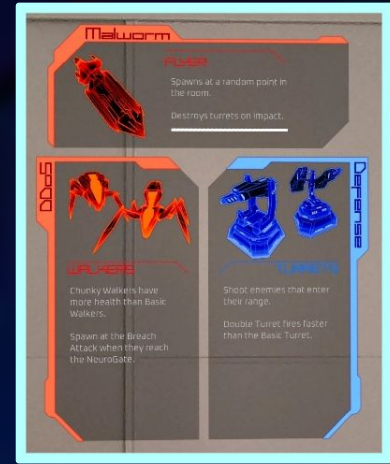 Malworm
FLYER
Spawns at a random point in
the room.
Destroys turrets on impact.
DDoS
WALKERS
Chunky Walkers have
more health than Basic
Walkers.
Spawn at the Breach
Attack when they reach
the NeuroGate.
Defense
TURRETS
Shoot enemies that enter
their range.
Double Turret fires faster
than the Basic Turret.